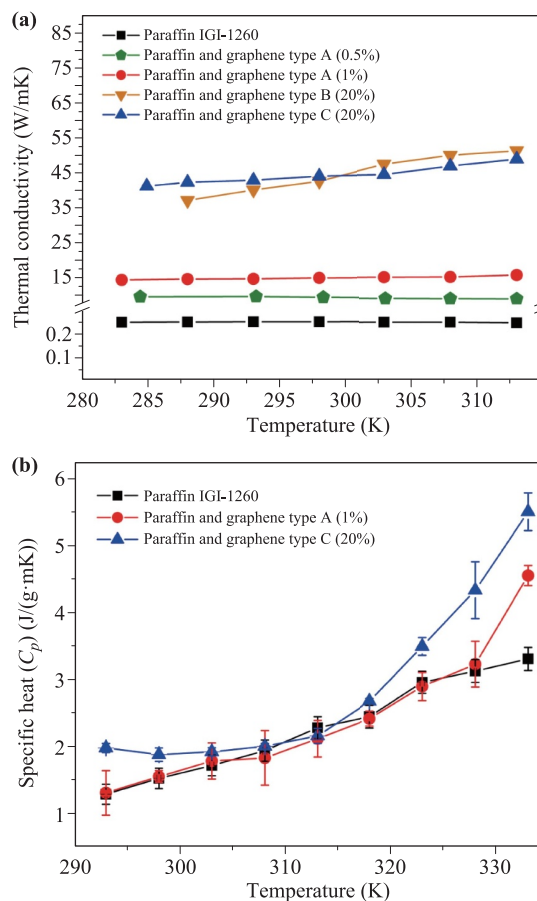 (a)
Paraffin IGI-1260
Paraffin and graphene type A (0.5%)
Paraffin and graphene type A (1%)
Paraffin and graphene type B (20%)
Paraffin and graphene type C (20%)
Thermal conductivity (W/mK)
85
75
65
55
45
35
15
0.2
0.1
280 285 290 295 300 305 310
Temperature (K)
(b)
Paraffin IGI-1260
Paraffin and graphene type A (1%)
Paraffin and graphene type C (20%)
Specific heat (Cp) (J/(g·mK))
6
5
4
3
2
1
290 300 310 320 330
Temperature (K)